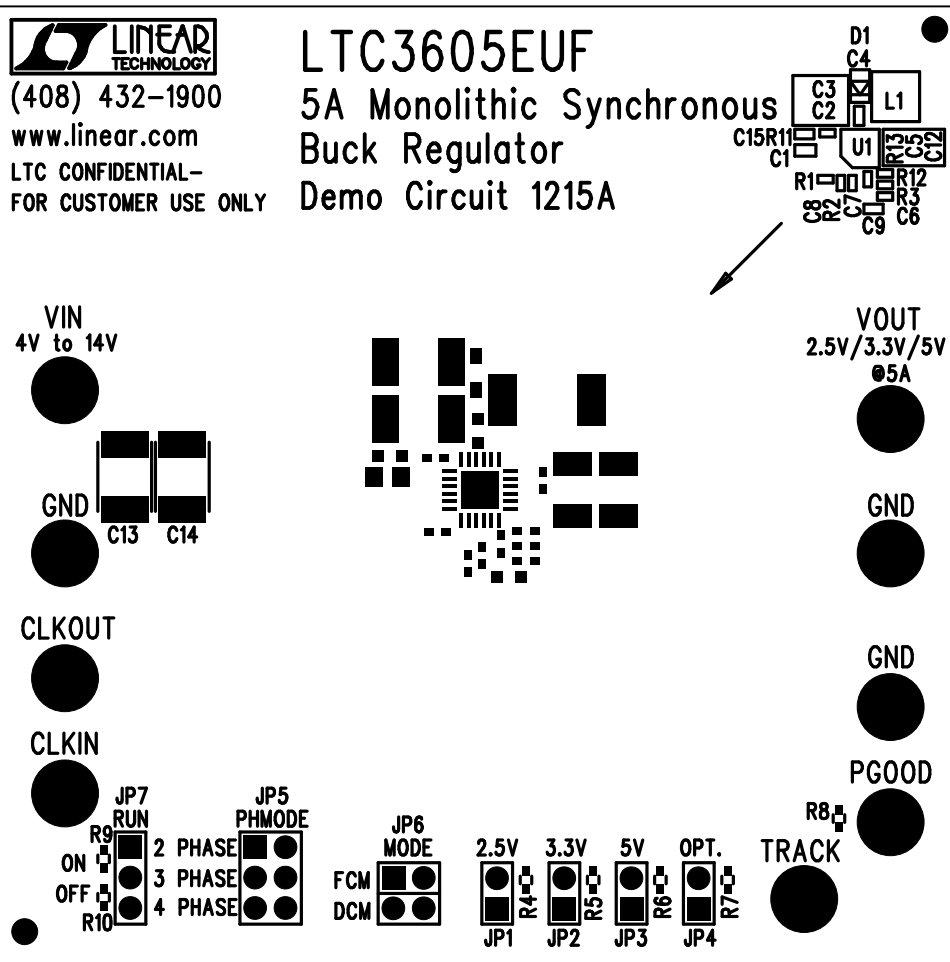 LINEAR
TECHNOLOGY
(408) 432-1900
www.linear.com
LTC CONFIDENTIAL-
FOR CUSTOMER USE ONLY
LTC3605EUF
5A Monolithic Synchronous
Buck Regulator
Demo Circuit 1215A
D1
C4
C3
C2
L1
C15 R11
C1
U1
R13
C5
C12
R1
C8
R2
C7
C9
R12
R3
C6
VIN
4V to 14V
VOUT
2.5V/3.3V/5V
@5A
GND
C13 C14
GND
CLKOUT
GND
CLKIN
PGOOD
R8
TRACK
JP7
RUN
R9
ON
OFF
R10
JP5
PHMODE
2 PHASE
3 PHASE
4 PHASE
JP6
MODE
FCM
DCM
2.5V 3.3V 5V OPT.
R4 R5 R6 R7
JP1 JP2 JP3 JP4